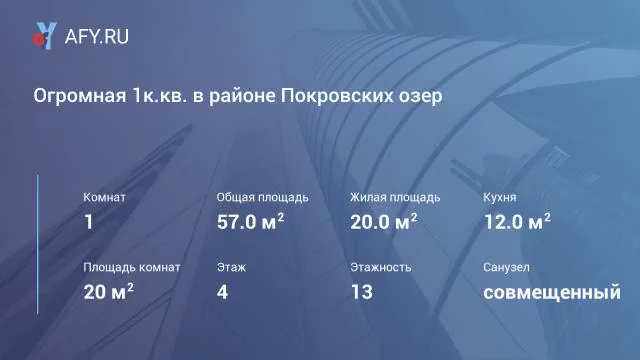 AFY.RU
Огромная 1к.кв. в районе Покровских озер
Комнат Общая площадь Жилая площадь Кухня
1 57.0 м² 20.0 м² 12.0 м²
Площадь комнат Этаж Этажность Санузел
20 м² 4 13 совмещенный